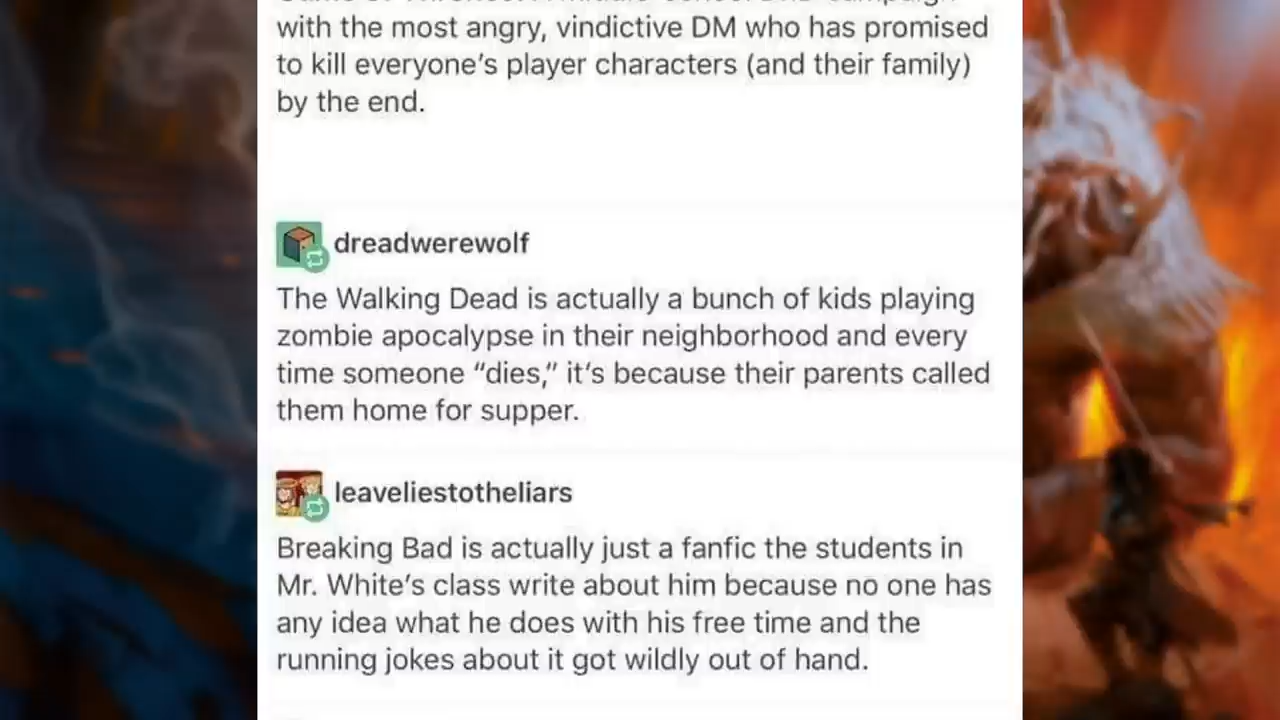 with the most angry, vindictive DM who has promised
to kill everyone's player characters (and their family)
by the end.
dreadwerewolf
The Walking Dead is actually a bunch of kids playing
zombie apocalypse in their neighborhood and every
time someone “dies,” it's because their parents called
them home for supper.
leaveliestotheliars
Breaking Bad is actually just a fanfic the students in
Mr. White's class write about him because no one has
any idea what he does with his free time and the
running jokes about it got wildly out of hand.